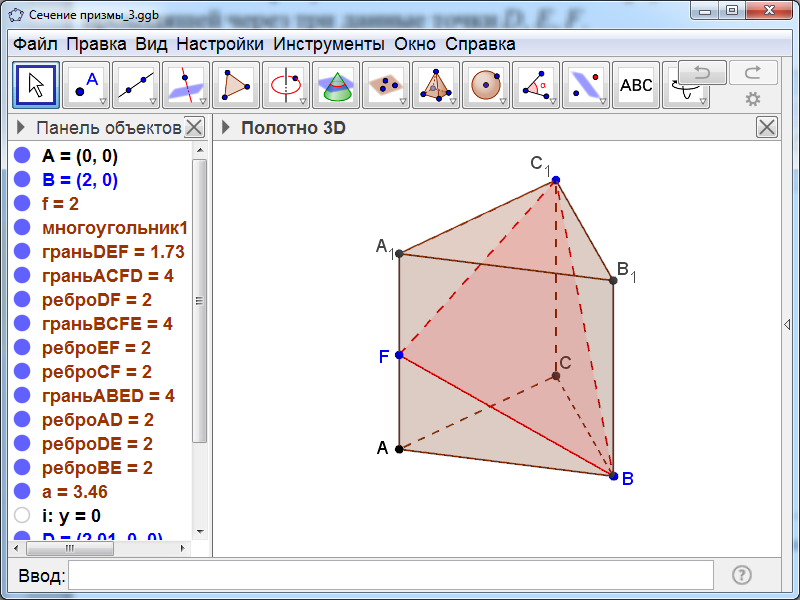 Сечение призмы_3.ggb
через три данные точки D, E, F.
Файл Правка Вид Настройки Инструменты Окно Справка
A
ABC
Панель объектов
Полотно 3D
A = (0, 0)
B = (2, 0)
f = 2
многоугольник1
граньDEF = 1.73
граньACFD = 4
реброDF = 2
граньBCFE = 4
реброEF = 2
реброCF = 2
граньABED = 4
реброAD = 2
реброDE = 2
реброBE = 2
a = 3.46
i: y = 0
D = (2.01, 0, 0)
C1
A1
B1
F
C
A
B
Ввод: